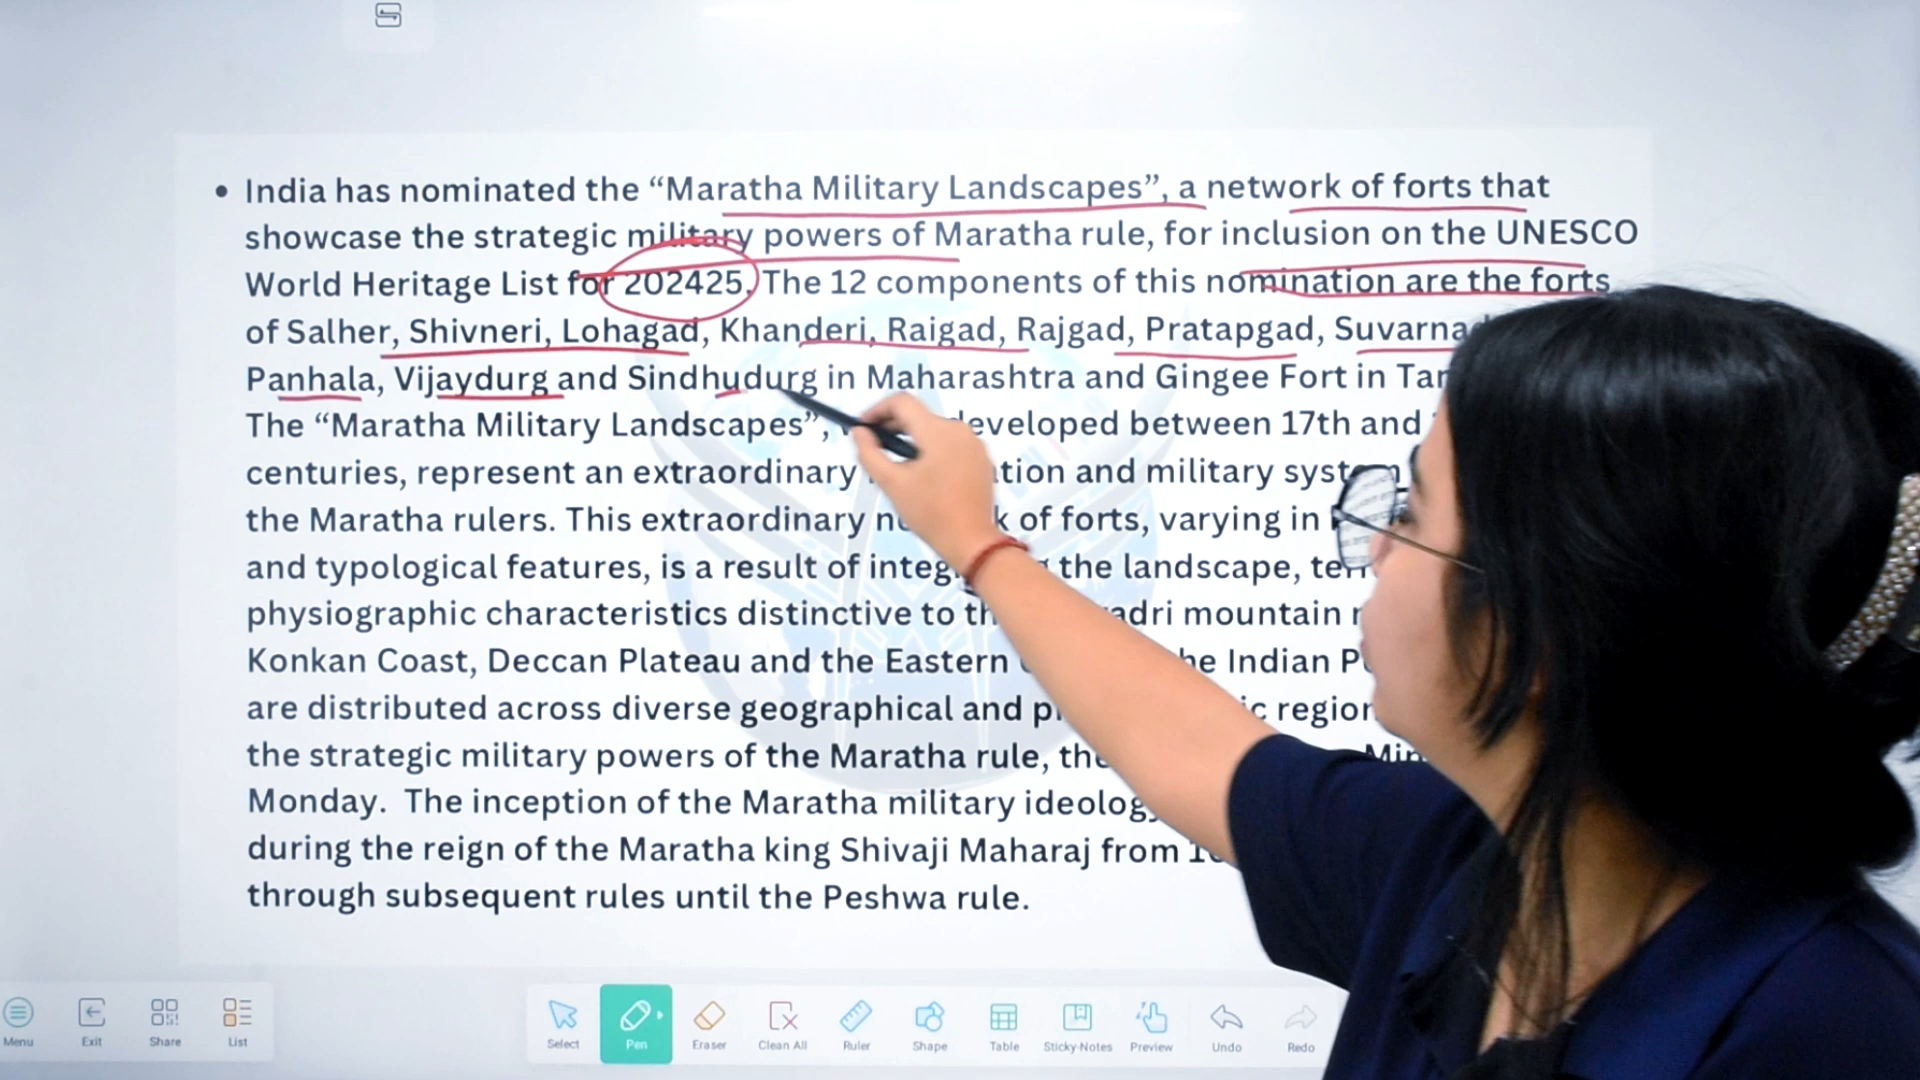 • India has nominated the “Maratha Military Landscapes”, a network of forts that
showcase the strategic military powers of Maratha rule, for inclusion on the UNESCO
World Heritage List for 202425. The 12 components of this nomination are the forts
of Salher, Shivneri, Lohagad, Khanderi, Raigad, Rajgad, Pratapgad,
Panhala, Vijaydurg and Sindhudurg in Maharashtra and Gingee Fort in
The “Maratha Military Landscapes”, developed between 17th and
centuries, represent an extraordinary and military
the Maratha rulers. This extraordinary of forts, varying in
and typological features, is a result of the landscape,
physiographic characteristics distinctive to mountain
Konkan Coast, Deccan Plateau and the Eastern Indian
are distributed across diverse geographical and
the strategic military powers of the Maratha rule,
Monday. The inception of the Maratha military
during the reign of the Maratha king Shivaji Maharaj from
through subsequent rules until the Peshwa rule.
Menu Exit Share List Select Pen Eraser Clean All Ruler Shape Table Sticky-Notes Preview Undo Redo